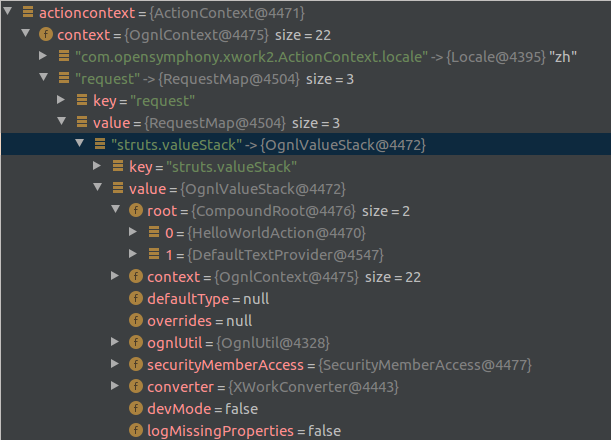 actioncontext = {ActionContext@4471}
f context = {OgnlContext@4475} size = 22
"com.opensymphony.xwork2.ActionContext.locale" -> {Locale@4395} "zh"
"request" -> {RequestMap@4504} size = 3
key = "request"
value = {RequestMap@4504} size = 3
"struts.valueStack" -> {OgnlValueStack@4472}
key = "struts.valueStack"
value = {OgnlValueStack@4472}
f root = {CompoundRoot@4476} size = 2
0 = {HelloWorldAction@4470}
1 = {DefaultTextProvider@4547}
f context = {OgnlContext@4475} size = 22
f defaultType = null
f overrides = null
f ognlUtil = {OgnlUtil@4328}
f securityMemberAccess = {SecurityMemberAccess@4477}
f converter = {XWorkConverter@4443}
f devMode = false
f logMissingProperties = false